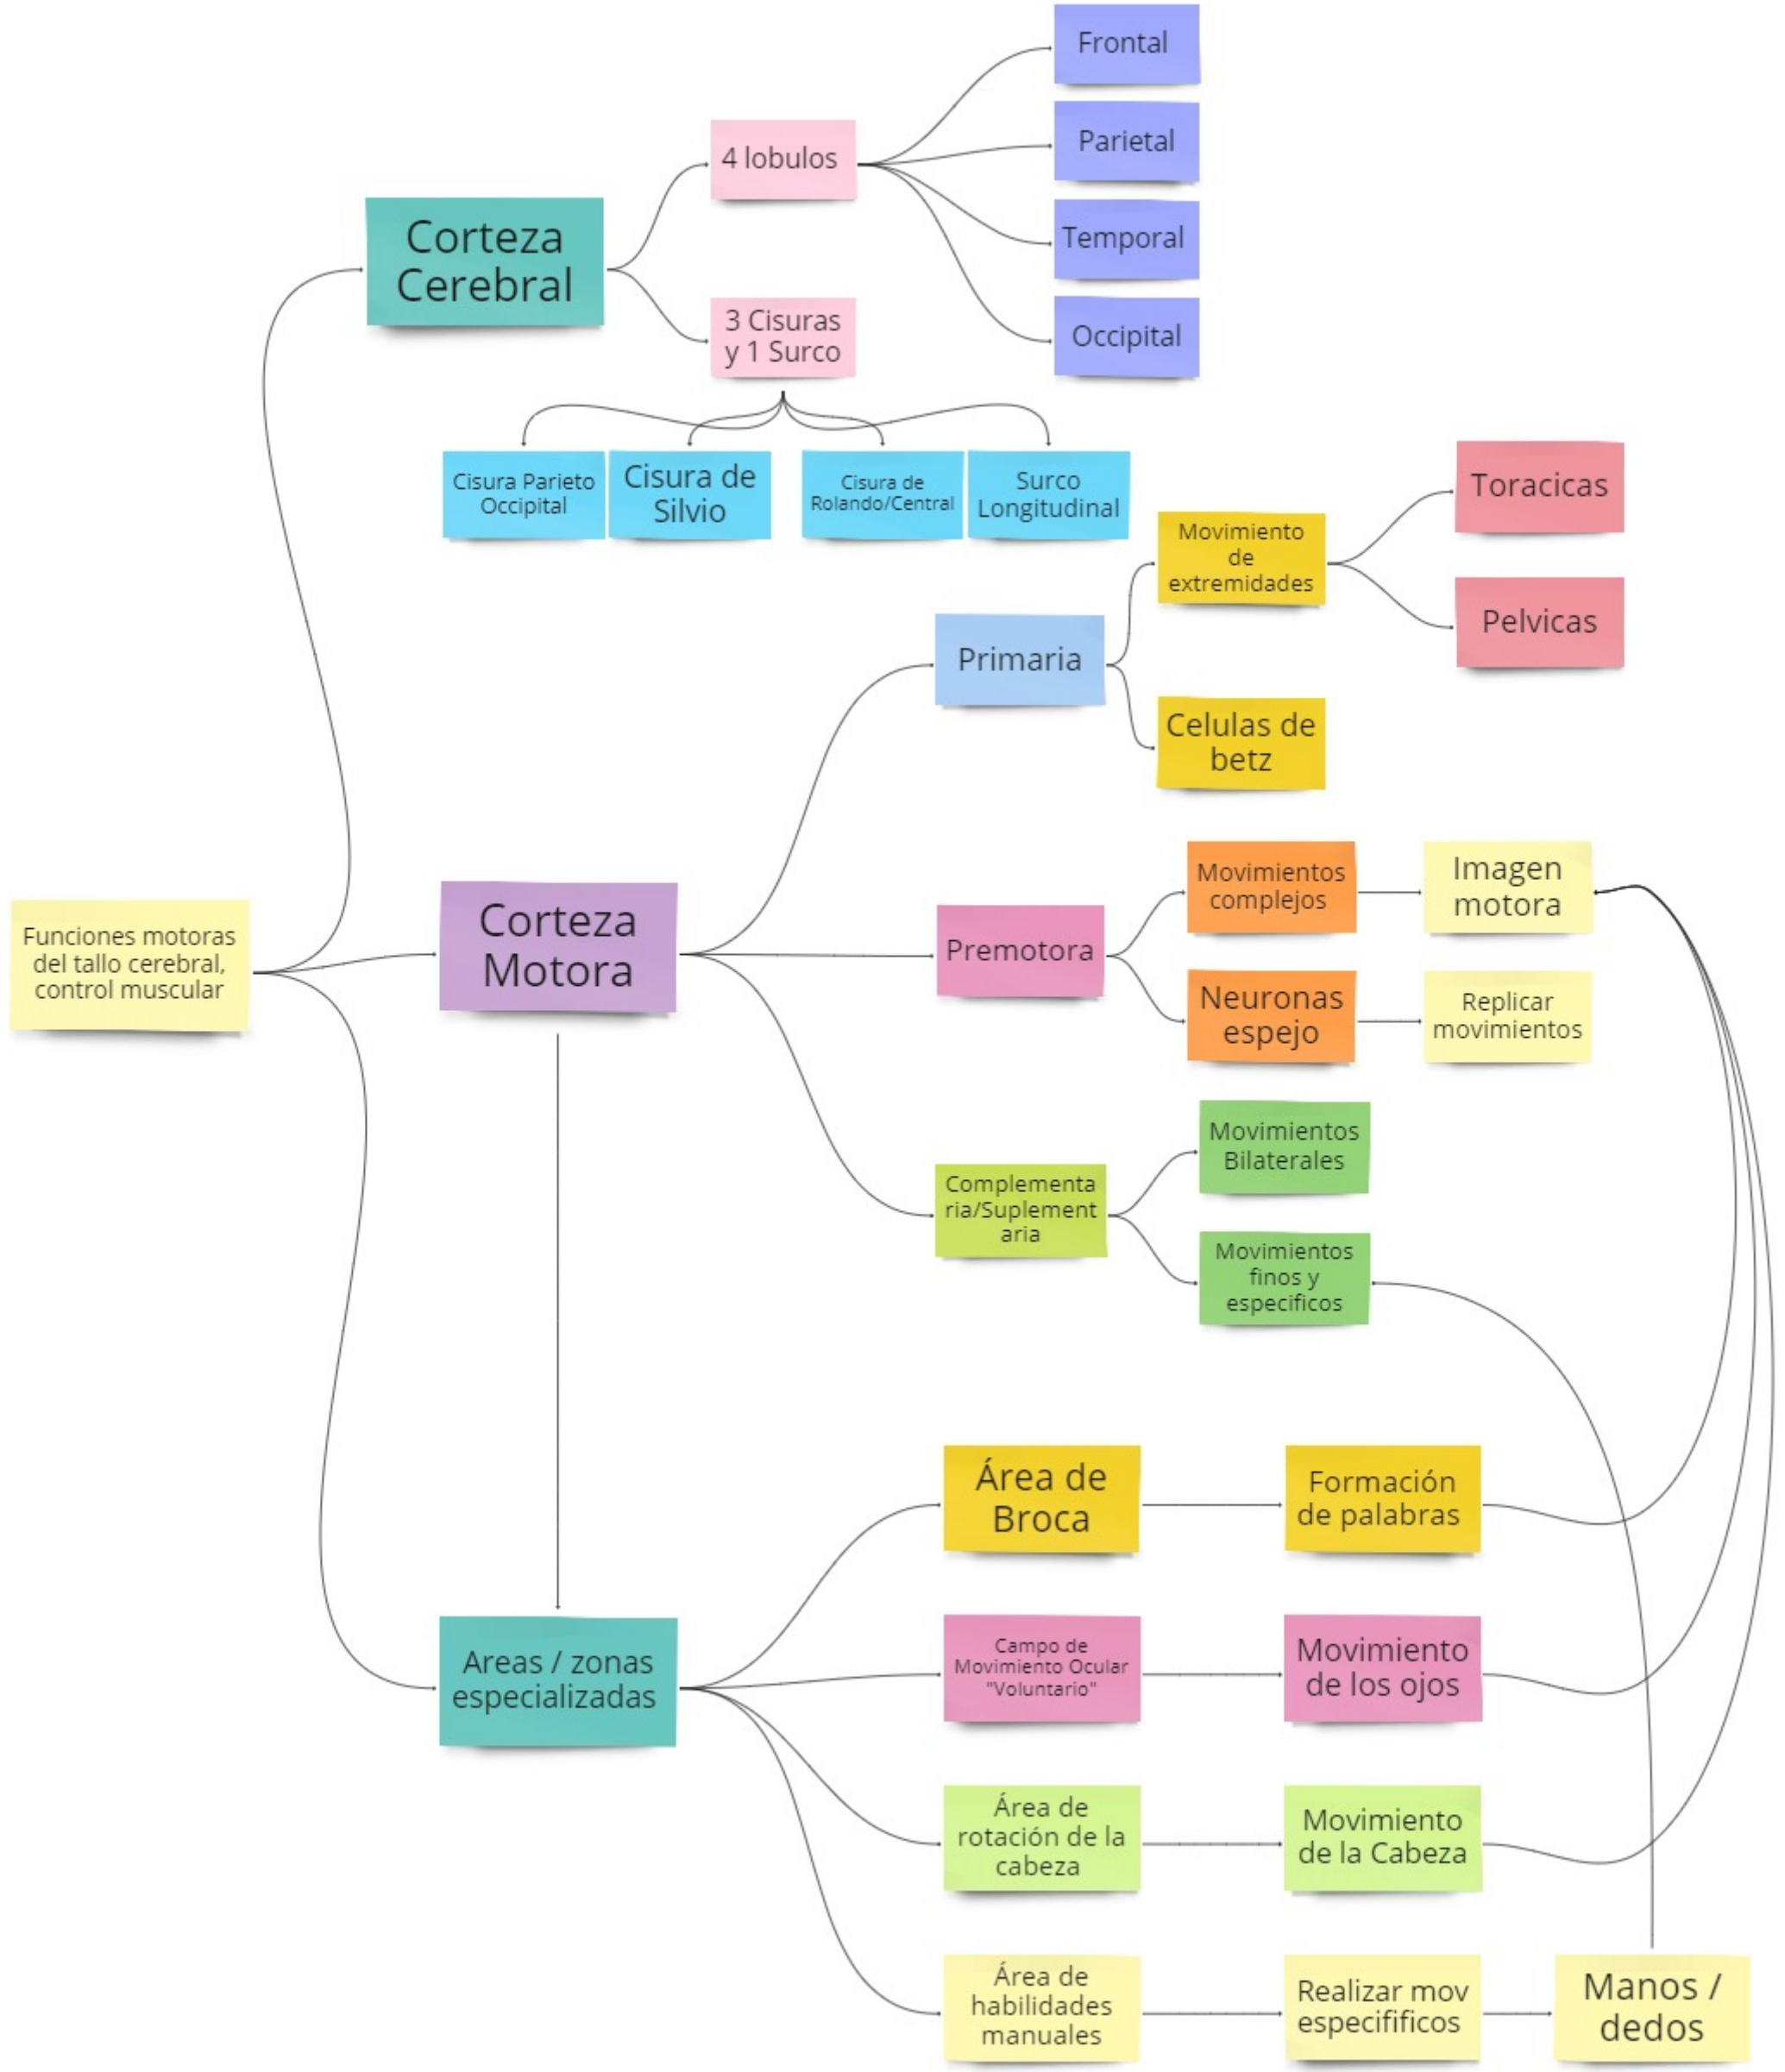 Frontal
Parietal
4 lobulos
Temporal
Corteza
Cerebral
Occipital
3 Cisuras
y 1 Surco
Cisura Parieto
Occipital
Cisura de
Silvio
Cisura de
Rolando/Central
Surco
Longitudinal
Toracicas
Movimiento
de
extremidades
Pelvicas
Primaria
Celulas de
betz
Movimientos
complejos
Imagen
motora
Funciones motoras
del tallo cerebral,
control muscular
Corteza
Motora
Premotora
Neuronas
espejo
Replicar
movimientos
Movimientos
Bilaterales
Complementa
ria/Suplement
aria
Movimientos
finos y
especificos
Área de
Broca
Formación
de palabras
Areas / zonas
especializadas
Campo de
Movimiento Ocular
"Voluntario"
Movimiento
de los ojos
Área de
rotación de la
cabeza
Movimiento
de la Cabeza
Área de
habilidades
manuales
Realizar mov
especifificos
Manos /
dedos